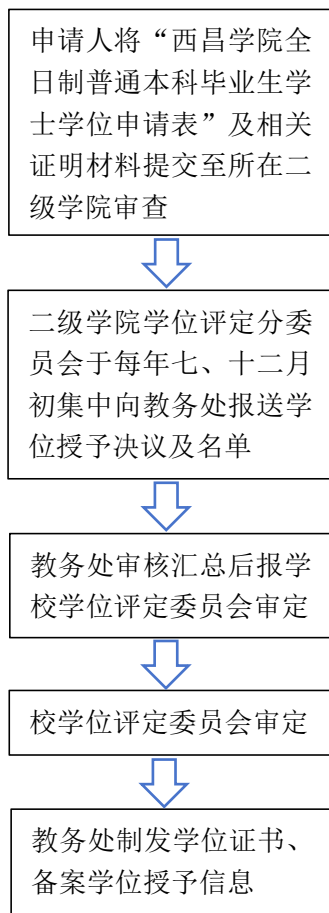 申请人将“西昌学院全
日制普通本科毕业生学
士学位申请表”及相关
证明材料提交至所在二
级学院审查
二级学院学位评定分委
员会于每年七、十二月
初集中向教务处报送学
位授予决议及名单
教务处审核汇总后报学
校学位评定委员会审定
校学位评定委员会审定
教务处制发学位证书、
备案学位授予信息